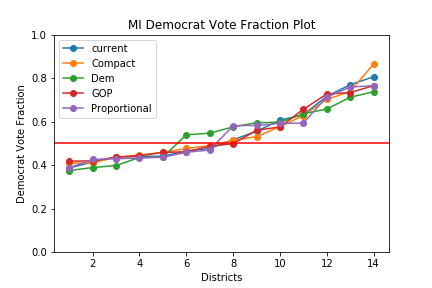 MI Democrat Vote Fraction Plot
1.0
0.8
0.6
0.4
0.2
0.0
Democrat Vote Fraction
current
Compact
Dem
GOP
Proportional
2 4 6 8 10 12 14
Districts